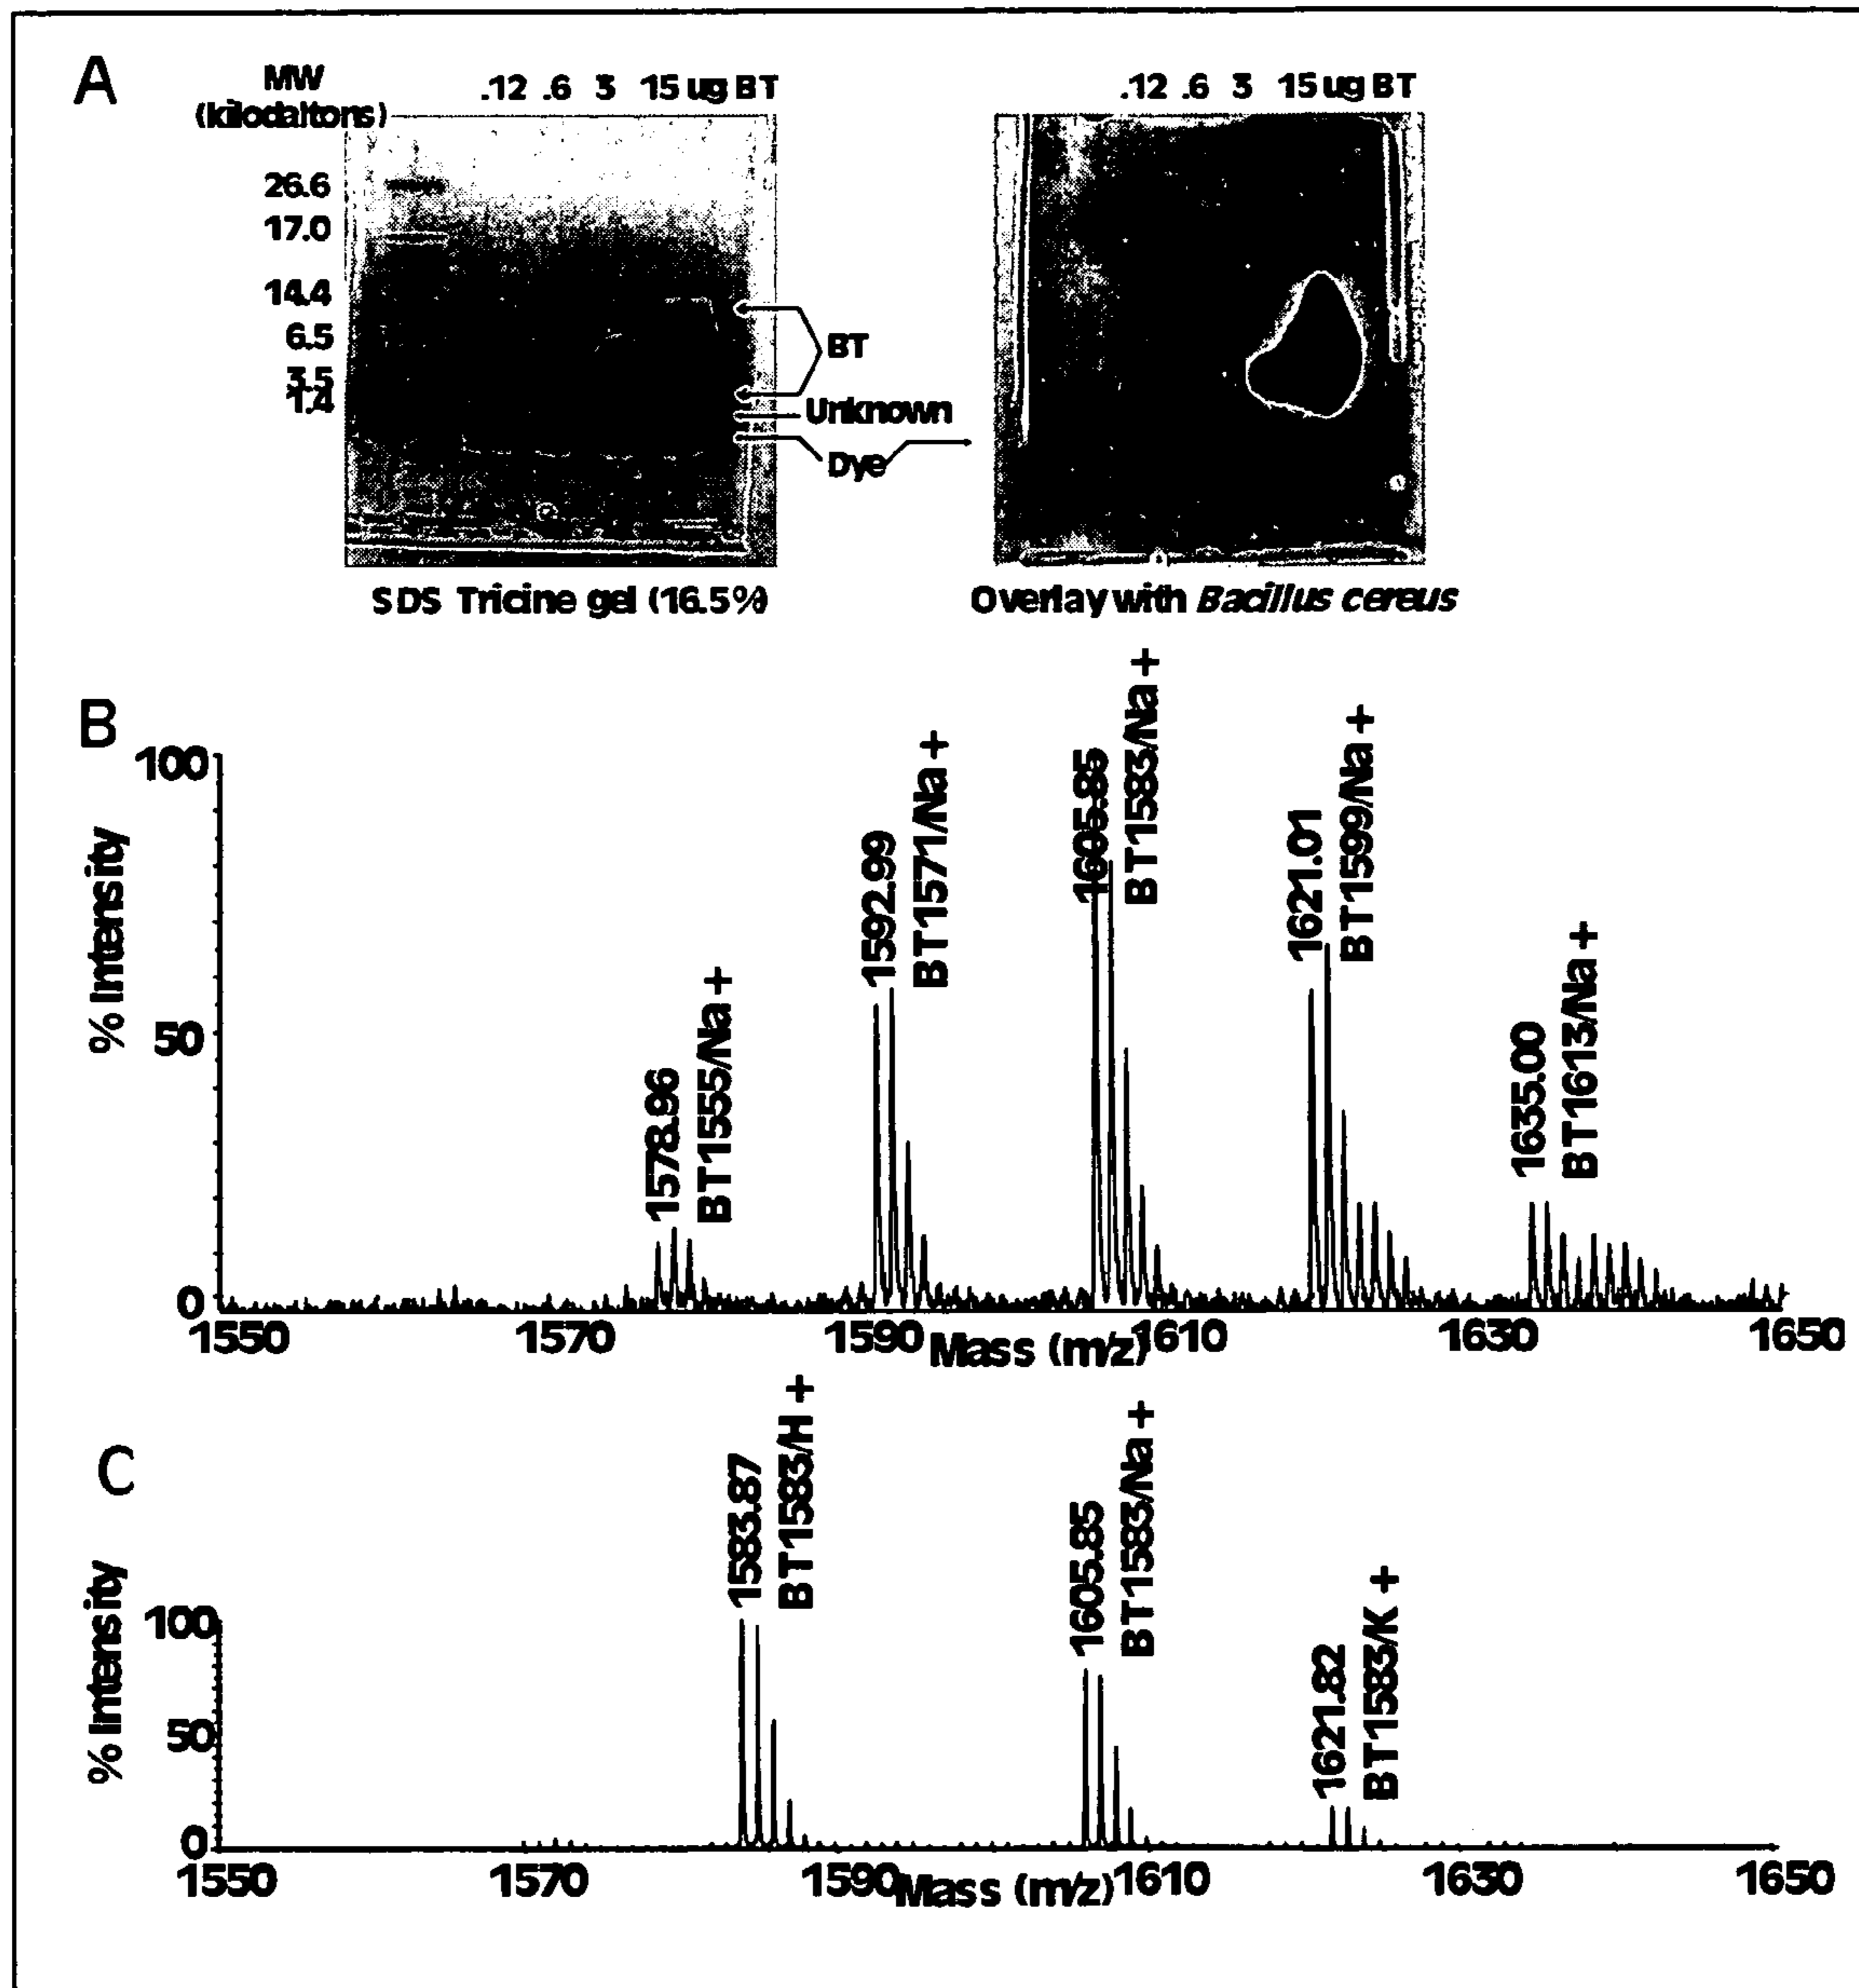 A
MW
(kilodaltons)
.12 .6 3 15 ug BT
.12 .6 3 15 ug BT
26.6
17.0
14.4
6.5
3.5
1.4
BT
Unknown
Dye
SDS Tricine gel (16.5%)
Overlay with Bacillus cereus
B
% Intensity
100
50
0
1578.96
BT1555/Na+
1592.99
BT1571/Na+
1605.85
BT1583/Na+
1621.01
BT1599/Na+
1635.00
BT1613/Na+
1550 1570 1590 1610 1630 1650
Mass (m/z)
C
% Intensity
100
50
0
1583.87
BT1583/H+
1605.85
BT1583/Na+
1621.82
BT1583/K+
1550 1570 1590 1610 1630 1650
Mass (m/z)